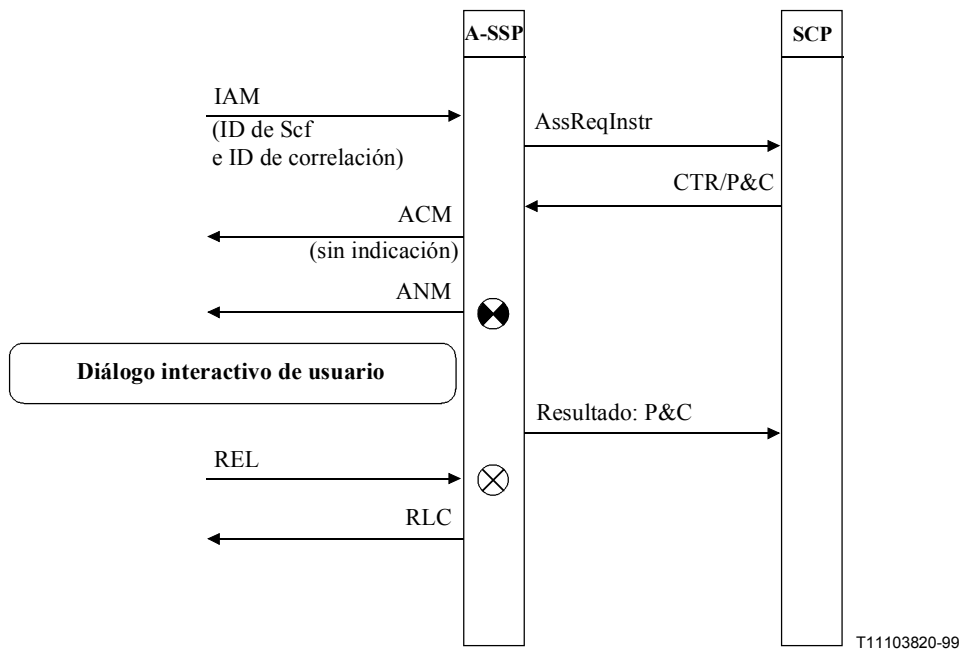 A-SSP
SCP
IAM
(ID de Scf
e ID de correlación)
AssReqInstr
CTR/P&C
ACM
(sin indicación)
ANM
Diálogo interactivo de usuario
Resultado: P&C
REL
RLC
T11103820-99